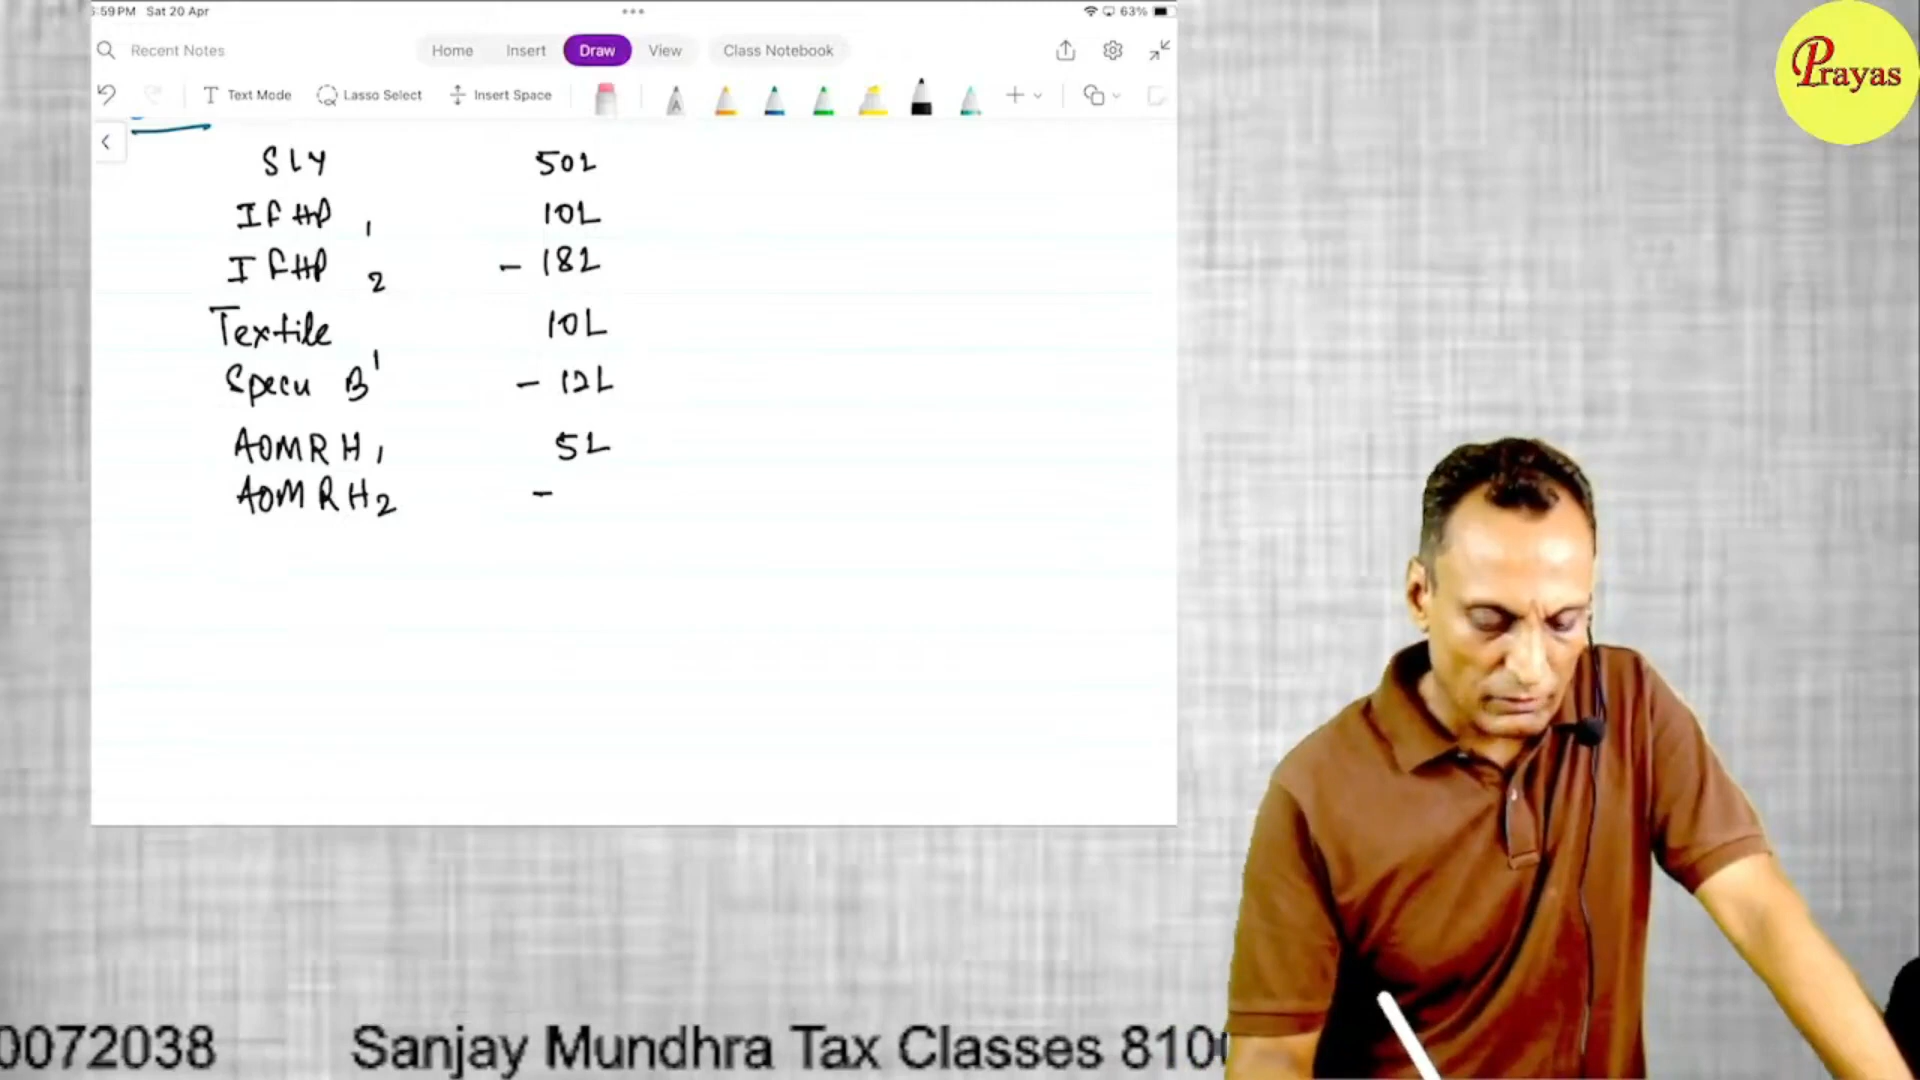 :59 PM Sat 20 Apr
63%
Recent Notes
Home Insert Draw View Class Notebook
Text Mode Lasso Select Insert Space
Prayas
SLY 50L
IFHP 1 10L
IFHP 2 - 18L
Textile 10L
Specu B' - 12L
AOMRH 1 5L
AOMRH 2 -
0072038 Sanjay Mundhra Tax Classes 810